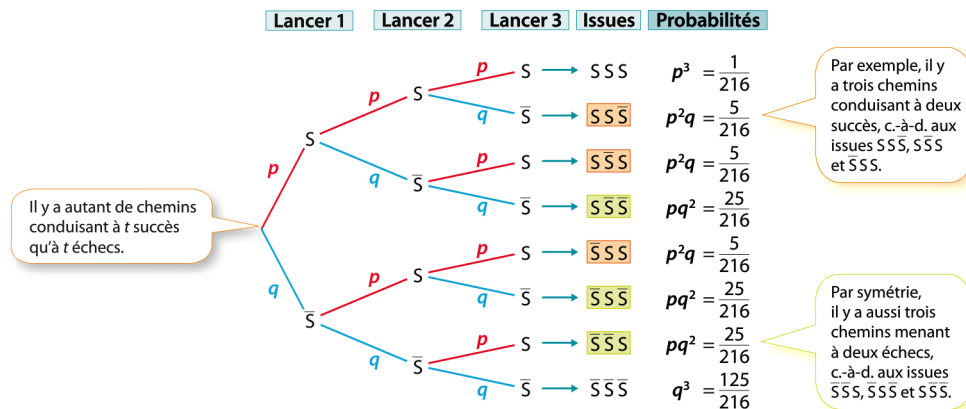 Lancer 1 Lancer 2 Lancer 3 Issues Probabilités
p S → S S S p³ = 1/216
p S
q S̅ → S S S̅ p²q = 5/216
p S
p S → S S̅ S p²q = 5/216
q S̅
q S̅ → S S̅ S̅ pq² = 25/216
p S → S̅ S S p²q = 5/216
p S
q S̅ → S̅ S S̅ pq² = 25/216
q S̅
p S → S̅ S̅ S pq² = 25/216
q S̅
q S̅ → S̅ S̅ S̅ q³ = 125/216
Il y a autant de chemins
conduisant à t succès
qu’à t échecs.
Par exemple, il y
a trois chemins
conduisant à deux
succès, c.-à-d. aux
issues S S S̅, S S̅ S
et S̅ S S.
Par symétrie,
il y a aussi trois
chemins menant
à deux échecs,
c.-à-d. aux issues
S̅ S̅ S, S̅ S S̅ et S S̅ S̅.